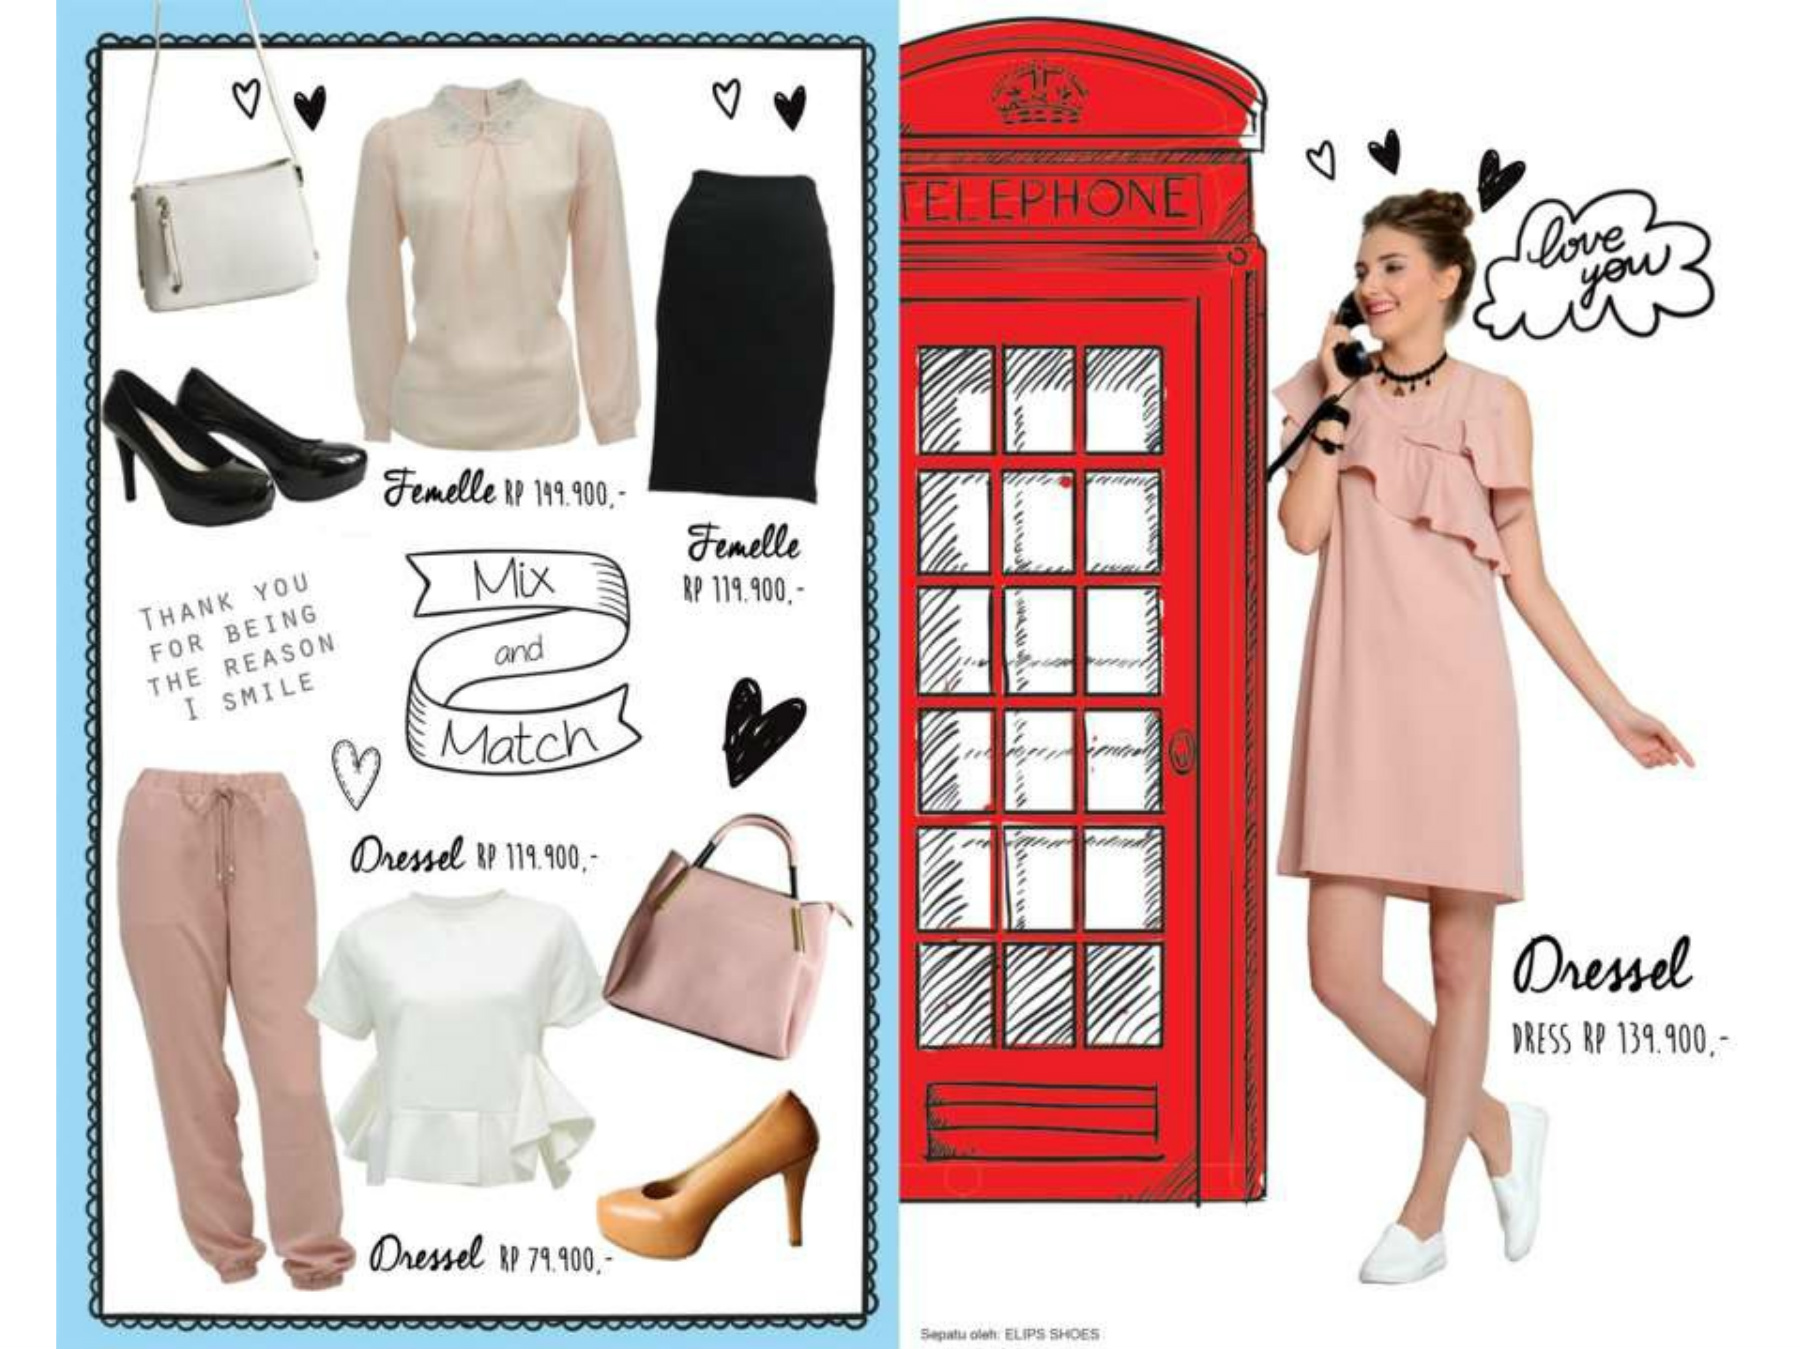 Femelle RP 149.900,-
Femelle
RP 119.900,-
THANK YOU
FOR BEING
THE REASON
I SMILE
Mix
and
Match
Dressel RP 119.900,-
Dressel RP 79.900,-
TELEPHONE
love
you
Dressel
DRESS RP 139.900,-
Sepatu oleh: ELIPS SHOES